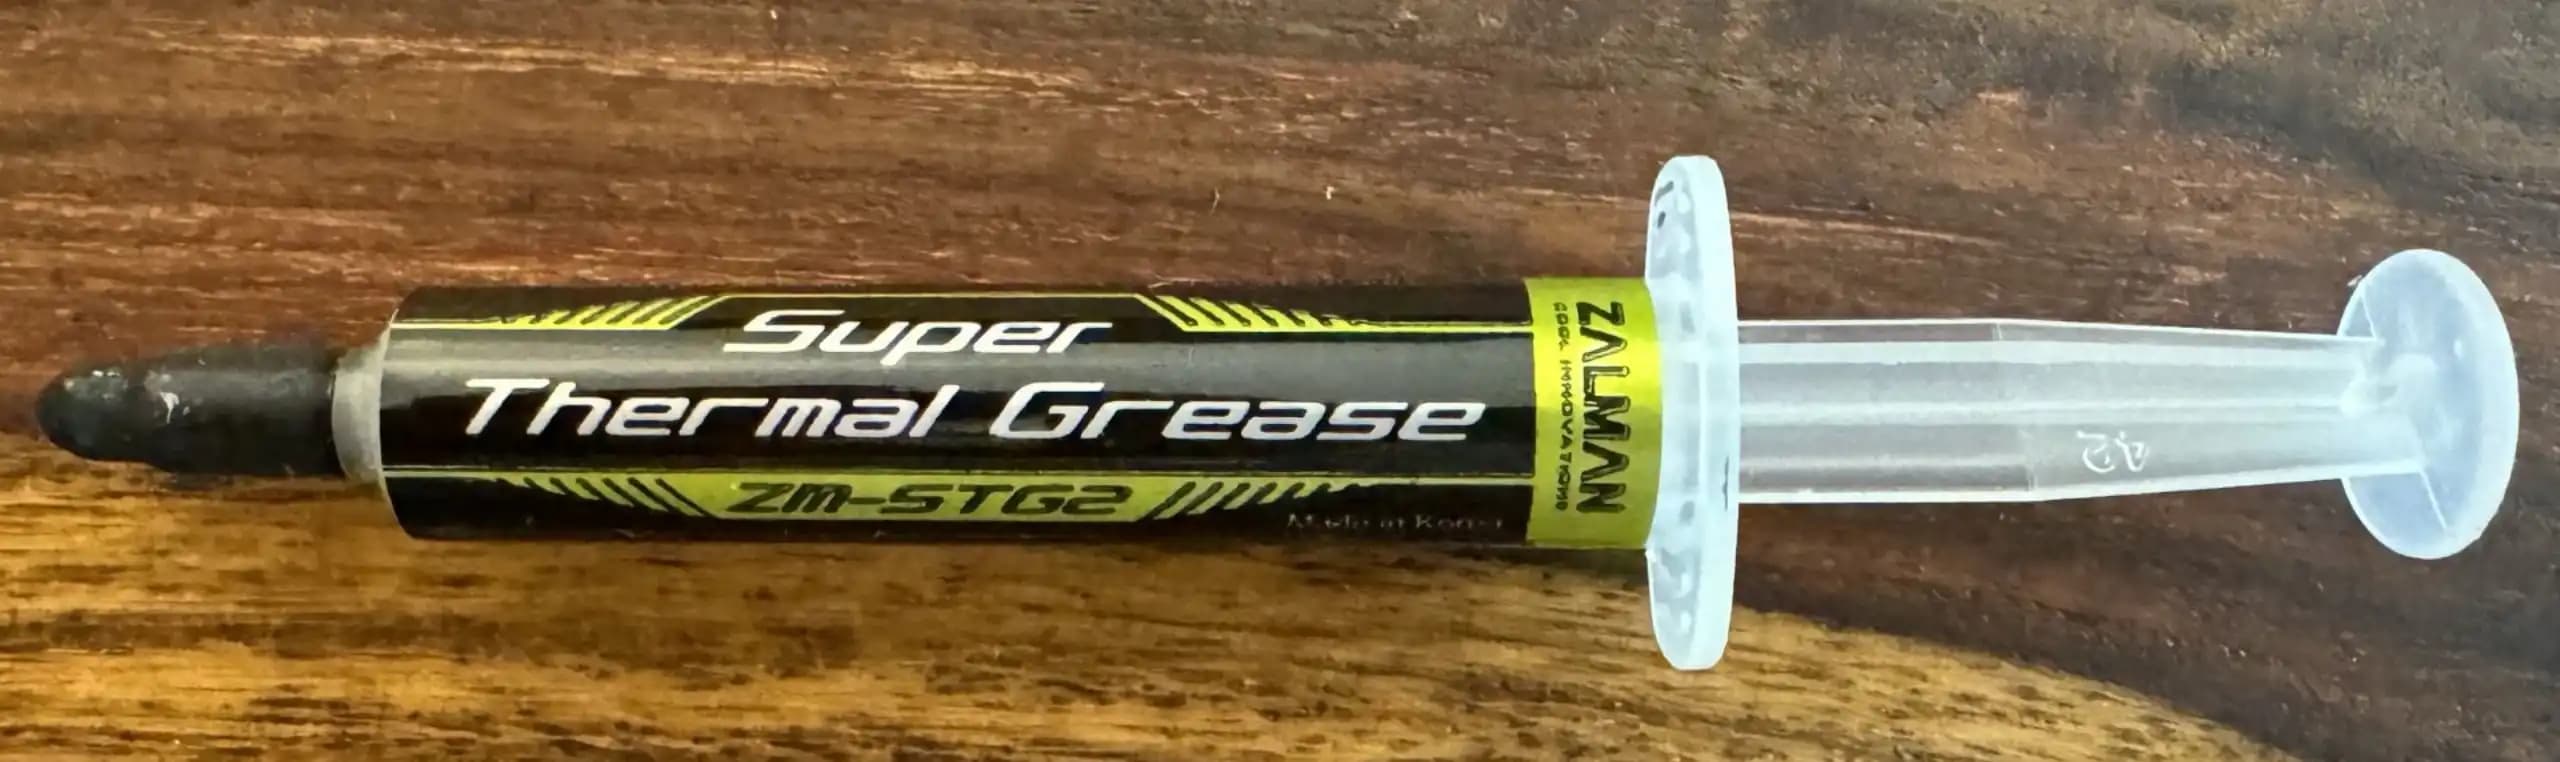 Super
Thermal Grease
ZM-STG2
Made in Korea
ZALMAN
COOL INNOVATIONS